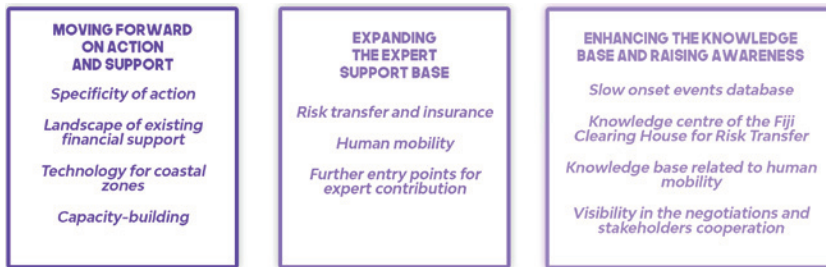 MOVING FORWARD
ON ACTION
AND SUPPORT
Specificity of action
Landscape of existing
financial support
Technology for coastal
zones
Capacity-building
EXPANDING
THE EXPERT
SUPPORT BASE
Risk transfer and insurance
Human mobility
Further entry points for
expert contribution
ENHANCING THE KNOWLEDGE
BASE AND RAISING AWARENESS
Slow onset events database
Knowledge centre of the Fiji
Clearing House for Risk Transfer
Knowledge base related to human
mobility
Visibility in the negotiations and
stakeholders cooperation